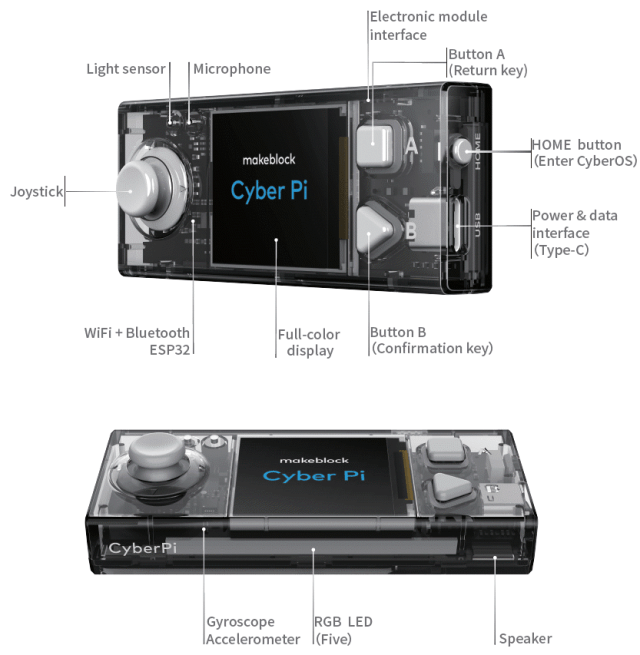 Electronic module
interface
Button A
(Return key)
Light sensor
Microphone
HOME button
(Enter CyberOS)
Joystick
makeblock
Cyber Pi
A
B
HOME
USB
Power & data
interface
(Type-C)
WiFi + Bluetooth
ESP32
Full-color
display
Button B
(Confirmation key)
makeblock
Cyber Pi
CyberPi
Gyroscope
Accelerometer
RGB LED
(Five)
Speaker